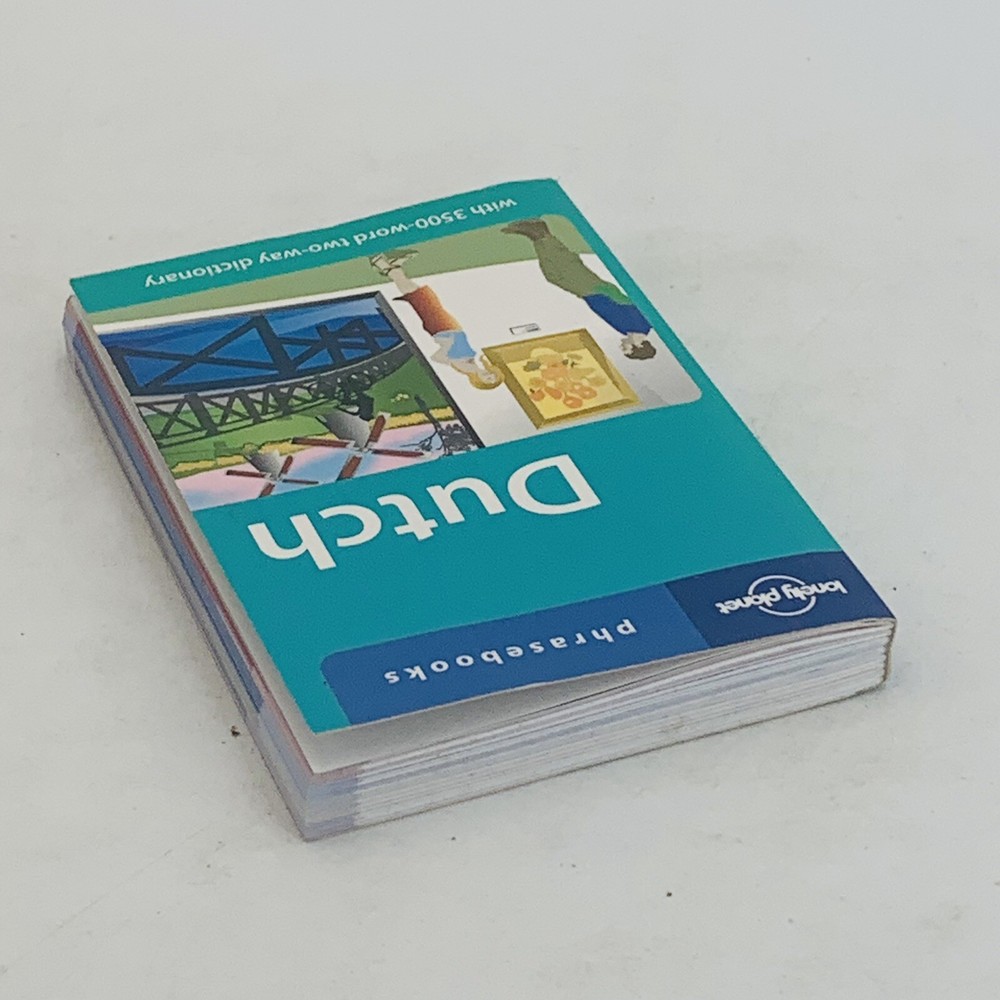 lonely planet
phrasebooks
Dutch
with 3500-word two-way dictionary